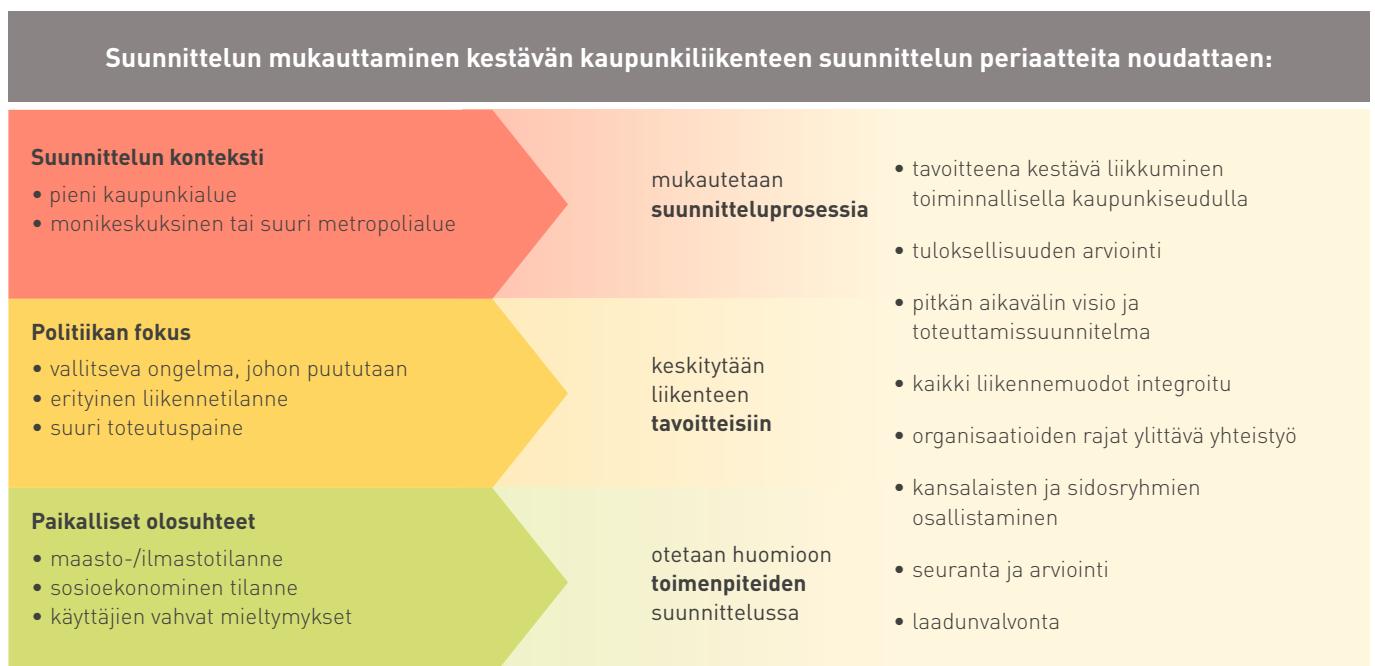 Suunnittelun mukauttaminen kestävän kaupunkiliikenteen suunnittelun periaatteita noudattaen:
Suunnittelun konteksti
• pieni kaupunkialue
• monikeskuksinen tai suuri metropolialue
mukautetaan
suunnitteluprosessia
Politiikan fokus
• vallitseva ongelma, johon puututaan
• erityinen liikennetilanne
• suuri toteutuspaine
keskitytään
liikenteen
tavoitteisiin
Paikalliset olosuhteet
• maasto-/ilmastotilanne
• sosioekonominen tilanne
• käyttäjien vahvat mieltymykset
otetaan huomioon
toimenpiteiden
suunnittelussa
• tavoitteena kestävä liikkuminen
toiminnallisella kaupunkiseudulla
• tuloksellisuuden arviointi
• pitkän aikavälin visio ja
toteuttamissuunnitelma
• kaikki liikennemuodot integroitu
• organisaatioiden rajat ylittävä yhteistyö
• kansalaisten ja sidosryhmien
osallistaminen
• seuranta ja arviointi
• laadunvalvonta